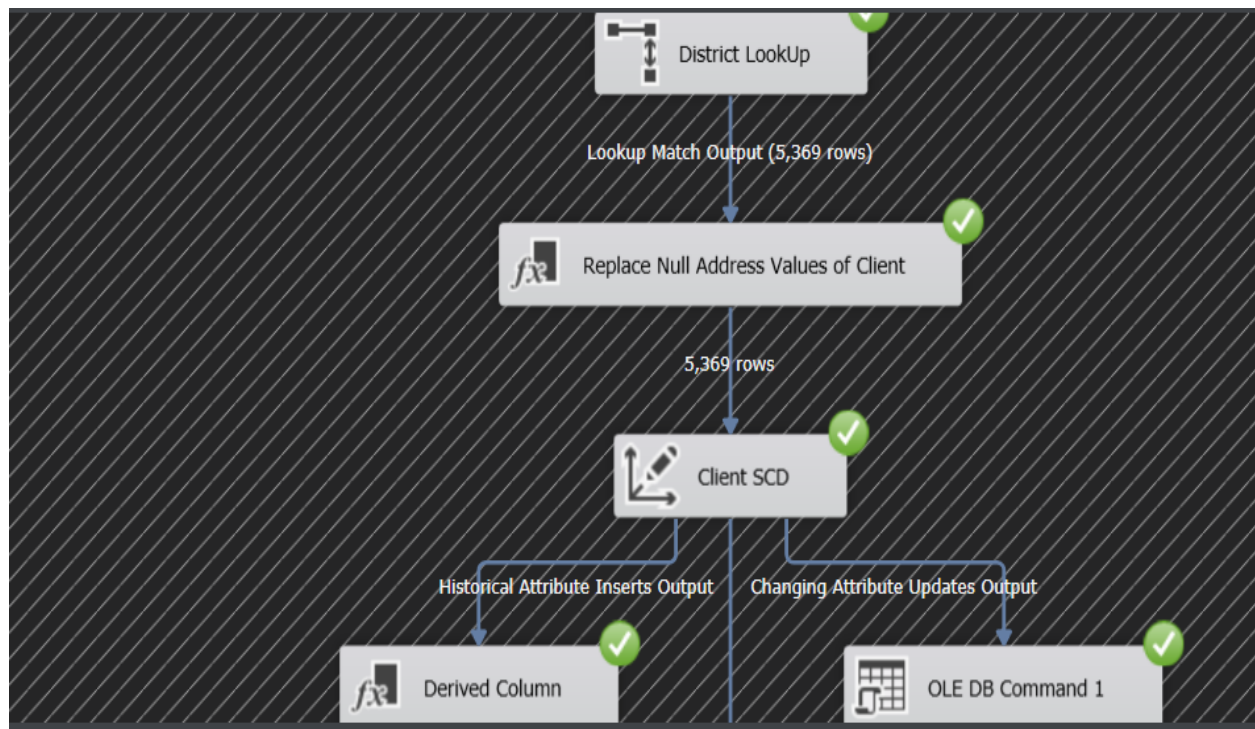 District LookUp
Lookup Match Output (5,369 rows)
Replace Null Address Values of Client
5,369 rows
Client SCD
Historical Attribute Inserts Output
Changing Attribute Updates Output
Derived Column
OLE DB Command 1